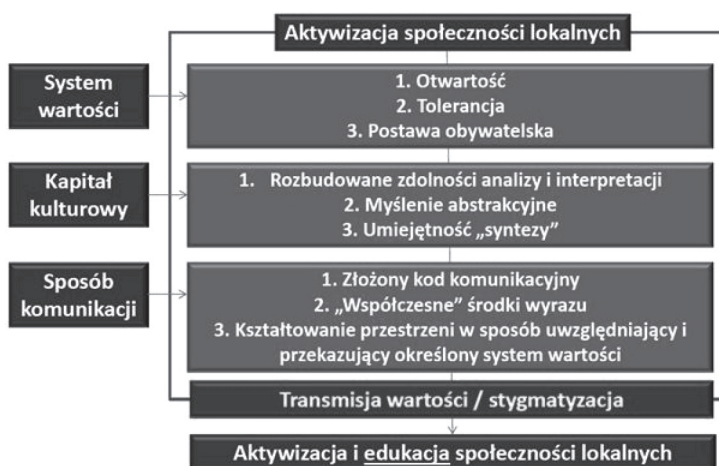 Aktywizacja społeczności lokalnych
System
wartości
1. Otwartość
2. Tolerancja
3. Postawa obywatelska
Kapitał
kulturowy
1. Rozbudowane zdolności analizy i interpretacji
2. Myślenie abstrakcyjne
3. Umiejętność „syntezy”
Sposób
komunikacji
1. Złożony kod komunikacyjny
2. „Współczesne” środki wyrazu
3. Kształtowanie przestrzeni w sposób uwzględniający i
przekazujący określony system wartości
Transmisja wartości / stygmatyzacja
Aktywizacja i edukacja społeczności lokalnych